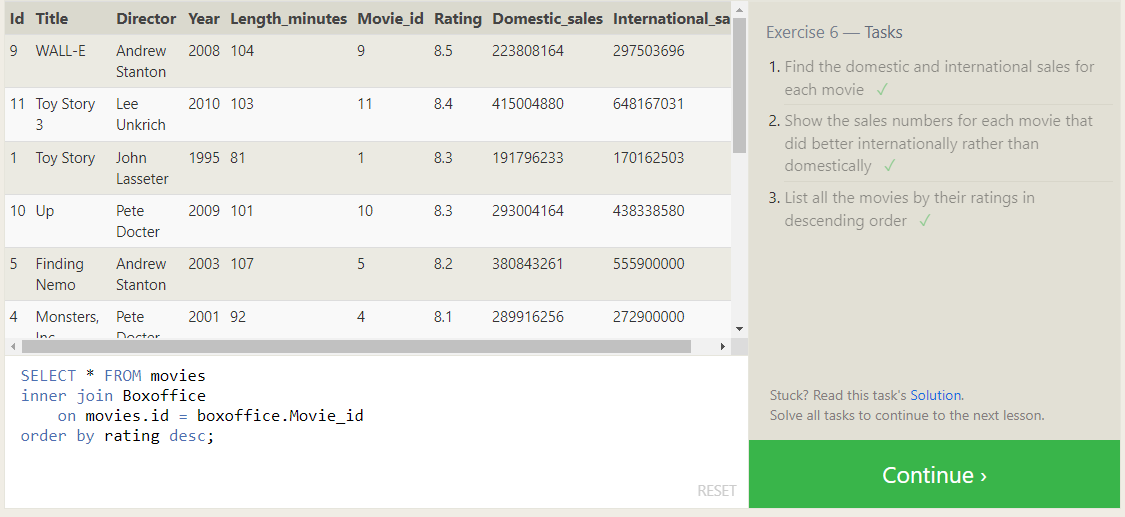 Id Title Director Year Length_minutes Movie_id Rating Domestic_sales International_sa
9 WALL-E Andrew Stanton 2008 104 9 8.5 223808164 297503696
11 Toy Story 3 Lee Unkrich 2010 103 11 8.4 415004880 648167031
1 Toy Story John Lasseter 1995 81 1 8.3 191796233 170162503
10 Up Pete Docter 2009 101 10 8.3 293004164 438338580
5 Finding Nemo Andrew Stanton 2003 107 5 8.2 380843261 555900000
4 Monsters, Inc. Pete Docter 2001 92 4 8.1 289916256 272900000
SELECT * FROM movies
inner join Boxoffice
    on movies.id = boxoffice.Movie_id
order by rating desc;
RESET
Exercise 6 — Tasks
1. Find the domestic and international sales for
each movie ✓
2. Show the sales numbers for each movie that
did better internationally rather than
domestically ✓
3. List all the movies by their ratings in
descending order ✓
Stuck? Read this task's Solution.
Solve all tasks to continue to the next lesson.
Continue ›